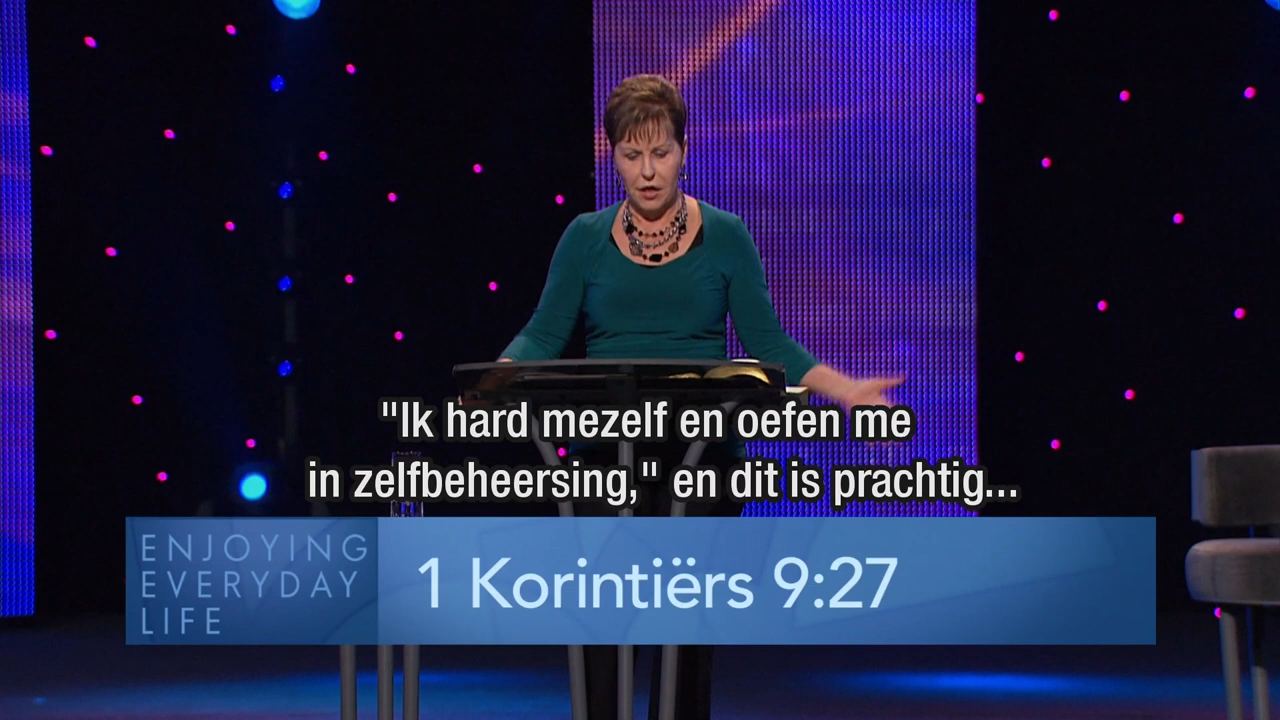 "Ik hard mezelf en oefen me
in zelfbeheersing," en dit is prachtig...
ENJOYING
EVERYDAY
LIFE
1 Korintiërs 9:27